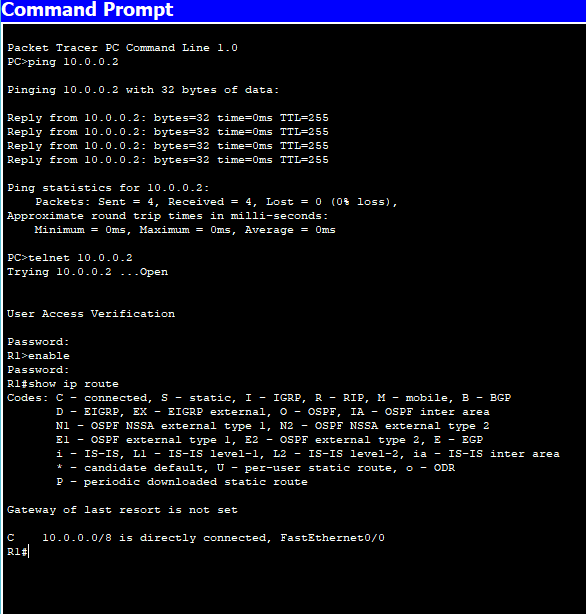 Command Prompt
Packet Tracer PC Command Line 1.0
PC>ping 10.0.0.2
Pinging 10.0.0.2 with 32 bytes of data:
Reply from 10.0.0.2: bytes=32 time=0ms TTL=255
Reply from 10.0.0.2: bytes=32 time=0ms TTL=255
Reply from 10.0.0.2: bytes=32 time=0ms TTL=255
Reply from 10.0.0.2: bytes=32 time=0ms TTL=255
Ping statistics for 10.0.0.2:
    Packets: Sent = 4, Received = 4, Lost = 0 (0% loss),
Approximate round trip times in milli-seconds:
    Minimum = 0ms, Maximum = 0ms, Average = 0ms
PC>telnet 10.0.0.2
Trying 10.0.0.2 ...Open
User Access Verification
Password:
R1>enable
Password:
R1#show ip route
Codes: C - connected, S - static, I - IGRP, R - RIP, M - mobile, B - BGP
       D - EIGRP, EX - EIGRP external, O - OSPF, IA - OSPF inter area
       N1 - OSPF NSSA external type 1, N2 - OSPF NSSA external type 2
       E1 - OSPF external type 1, E2 - OSPF external type 2, E - EGP
       i - IS-IS, L1 - IS-IS level-1, L2 - IS-IS level-2, ia - IS-IS inter area
       * - candidate default, U - per-user static route, o - ODR
       P - periodic downloaded static route
Gateway of last resort is not set
C    10.0.0.0/8 is directly connected, FastEthernet0/0
R1#